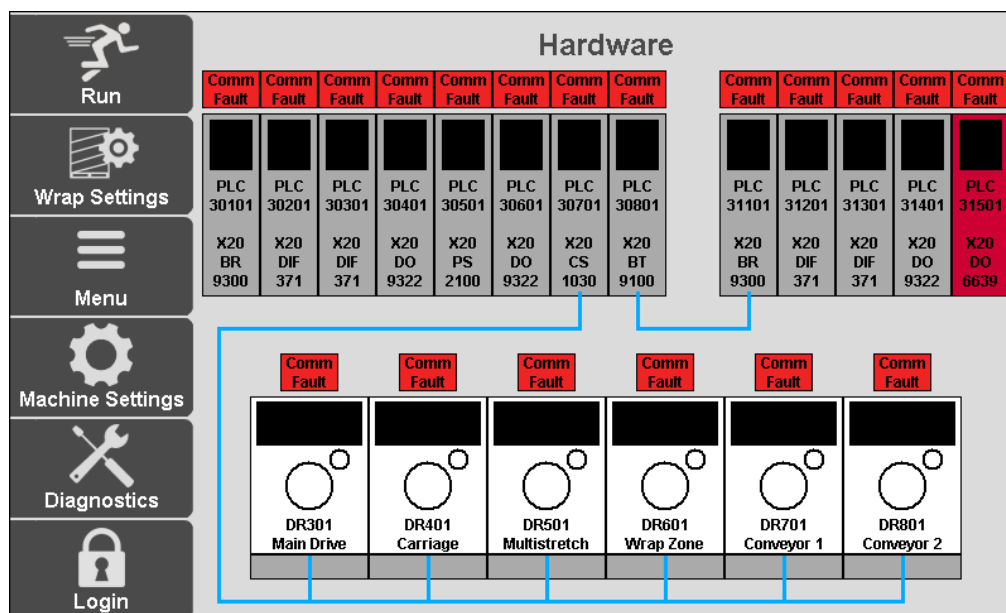 Hardware
Run
Wrap Settings
Menu
Machine Settings
Diagnostics
Login
Comm Comm Comm Comm Comm Comm Comm Comm
Fault Fault Fault Fault Fault Fault Fault Fault
PLC PLC PLC PLC PLC PLC PLC PLC
30101 30201 30301 30401 30501 30601 30701 30801
X20 X20 X20 X20 X20 X20 X20 X20
BR DIF DIF DO PS DO CS BT
9300 371 371 9322 2100 9322 1030 9100
Comm Comm Comm Comm Comm
Fault Fault Fault Fault Fault
PLC PLC PLC PLC PLC
31101 31201 31301 31401 31501
X20 X20 X20 X20 X20
BR DIF DIF DO DO
9300 371 371 9322 6639
Comm Comm Comm Comm Comm Comm
Fault Fault Fault Fault Fault Fault
DR301 DR401 DR501 DR601 DR701 DR801
Main Drive Carriage Multistretch Wrap Zone Conveyor 1 Conveyor 2